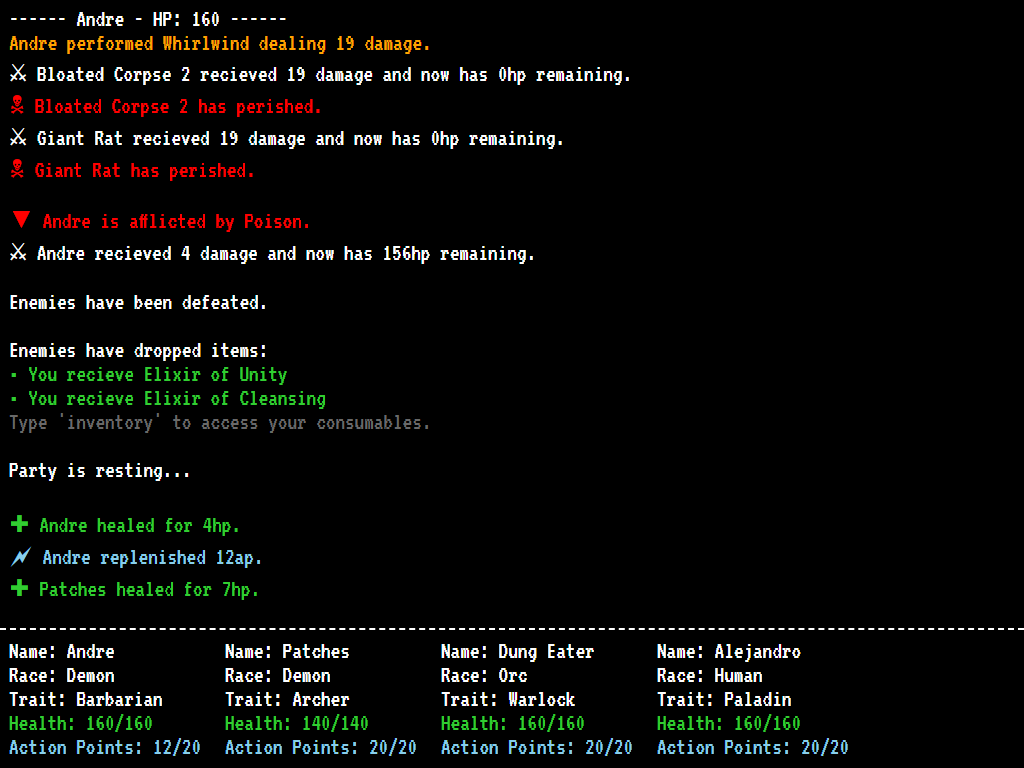 ------ Andre - HP: 160 ------
Andre performed Whirlwind dealing 19 damage.
⚔ Bloated Corpse 2 recieved 19 damage and now has 0hp remaining.
☠ Bloated Corpse 2 has perished.
⚔ Giant Rat recieved 19 damage and now has 0hp remaining.
☠ Giant Rat has perished.
▼ Andre is afflicted by Poison.
⚔ Andre recieved 4 damage and now has 156hp remaining.
Enemies have been defeated.
Enemies have dropped items:
- You recieve Elixir of Unity
- You recieve Elixir of Cleansing
Type 'inventory' to access your consumables.
Party is resting...
✚ Andre healed for 4hp.
Andre replenished 12ap.
✚ Patches healed for 7hp.
Name: Andre Name: Patches Name: Dung Eater Name: Alejandro
Race: Demon Race: Demon Race: Orc Race: Human
Trait: Barbarian Trait: Archer Trait: Warlock Trait: Paladin
Health: 160/160 Health: 140/140 Health: 160/160 Health: 160/160
Action Points: 12/20 Action Points: 20/20 Action Points: 20/20 Action Points: 20/20